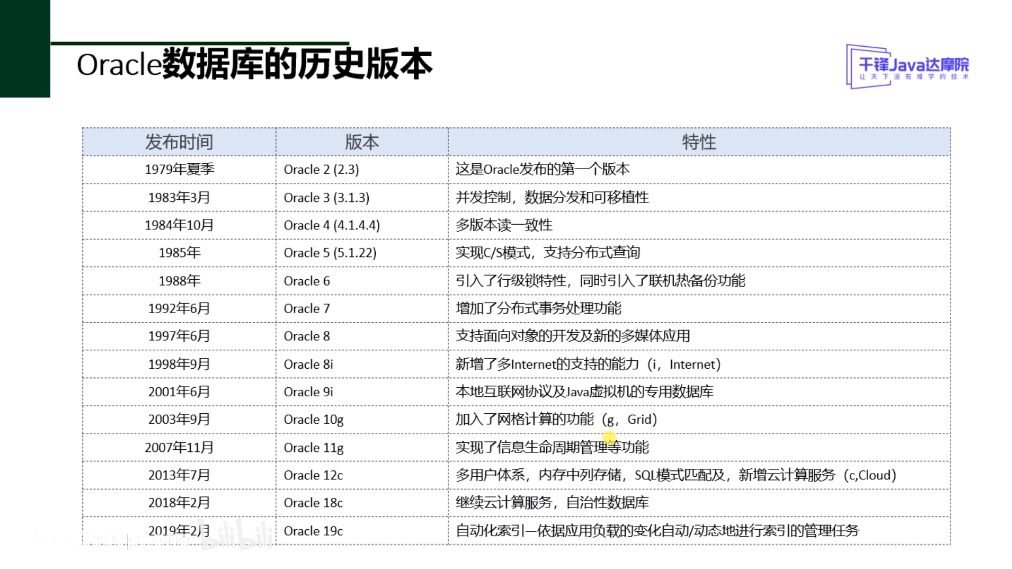 Oracle数据库的历史版本
千锋Java达摩院
让天下没有难学的技术
发布时间 版本 特性
1979年夏季 Oracle 2 (2.3) 这是Oracle发布的第一个版本
1983年3月 Oracle 3 (3.1.3) 并发控制，数据分发和可移植性
1984年10月 Oracle 4 (4.1.4.4) 多版本读一致性
1985年 Oracle 5 (5.1.22) 实现C/S模式，支持分布式查询
1988年 Oracle 6 引入了行级锁特性，同时引入了联机热备份功能
1992年6月 Oracle 7 增加了分布式事务处理功能
1997年6月 Oracle 8 支持面向对象的开发及新的多媒体应用
1998年9月 Oracle 8i 新增了多Internet的支持的能力（i，Internet）
2001年6月 Oracle 9i 本地互联网协议及Java虚拟机的专用数据库
2003年9月 Oracle 10g 加入了网格计算的功能（g，Grid）
2007年11月 Oracle 11g 实现了信息生命周期管理等功能
2013年7月 Oracle 12c 多用户体系，内存中列存储，SQL模式匹配及，新增云计算服务（c,Cloud）
2018年2月 Oracle 18c 继续云计算服务，自治性数据库
2019年2月 Oracle 19c 自动化索引—依据应用负载的变化自动/动态地进行索引的管理任务
bilibili